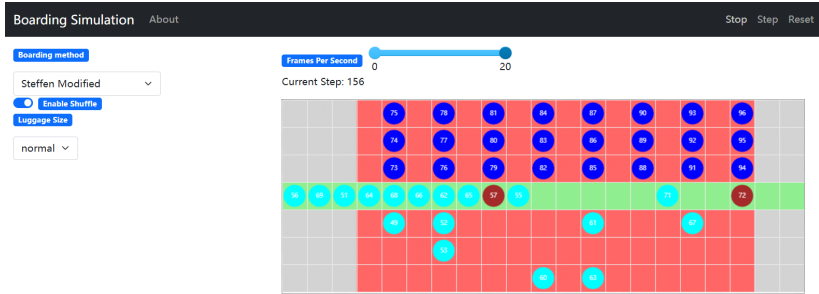 Boarding Simulation About Stop Step Reset
Boarding method
Frames Per Second
0 20
Steffen Modified
Current Step: 156
Enable Shuffle
Luggage Size
normal
75 78 81 84 87 90 93 96
74 77 80 83 86 89 92 95
73 76 79 82 85 88 91 94
56 69 51 64 68 66 62 65 57 55 71 72
49 52 61 67
53
60 63